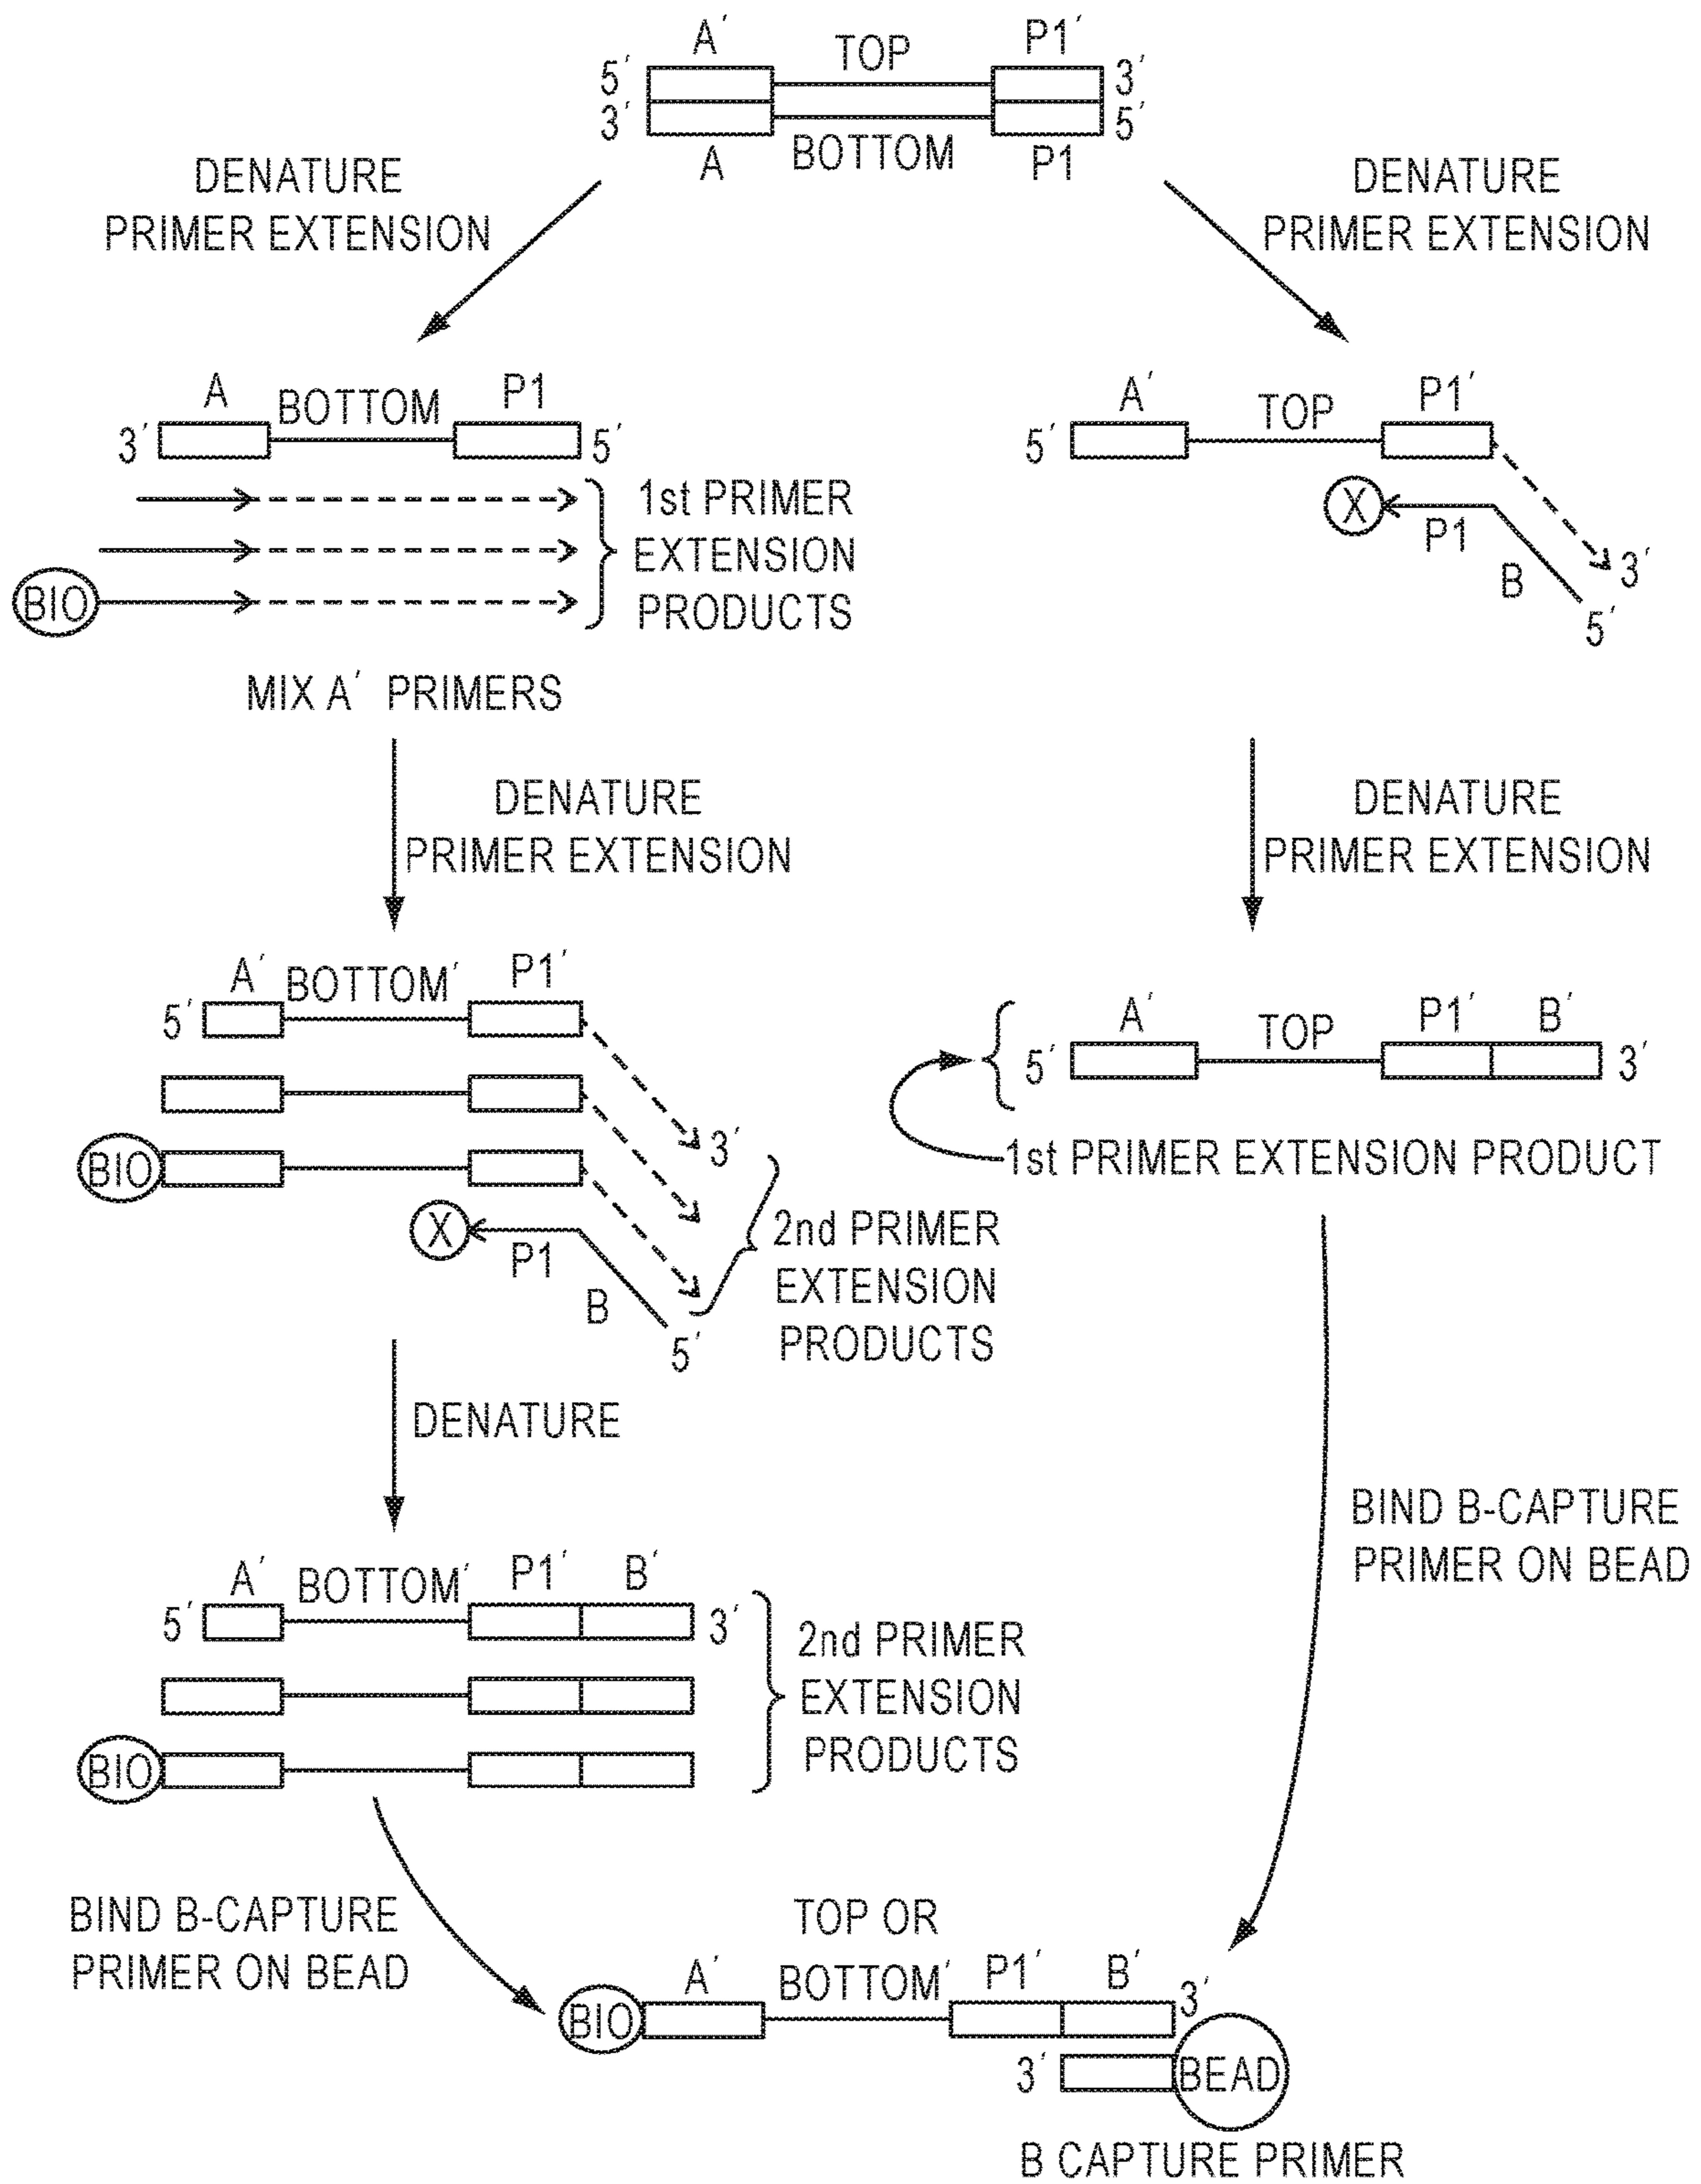 A′ TOP P1′
5′ 3′
3′ 5′
A BOTTOM P1
DENATURE
PRIMER EXTENSION
DENATURE
PRIMER EXTENSION
A BOTTOM P1
3′ 5′
1st PRIMER
EXTENSION
PRODUCTS
BIO
MIX A′ PRIMERS
A′ TOP P1′
5′
X
P1
B
3′
5′
DENATURE
PRIMER EXTENSION
DENATURE
PRIMER EXTENSION
A′ BOTTOM′ P1′
5′
3′
BIO
X
P1
B
5′
2nd PRIMER
EXTENSION
PRODUCTS
A′ TOP P1′ B′
5′ 3′
1st PRIMER EXTENSION PRODUCT
DENATURE
A′ BOTTOM′ P1′ B′
5′ 3′
BIO
2nd PRIMER
EXTENSION
PRODUCTS
BIND B-CAPTURE
PRIMER ON BEAD
BIND B-CAPTURE
PRIMER ON BEAD
TOP OR
A′ BOTTOM′ P1′ B′
BIO 3′
3′ BEAD
B CAPTURE PRIMER